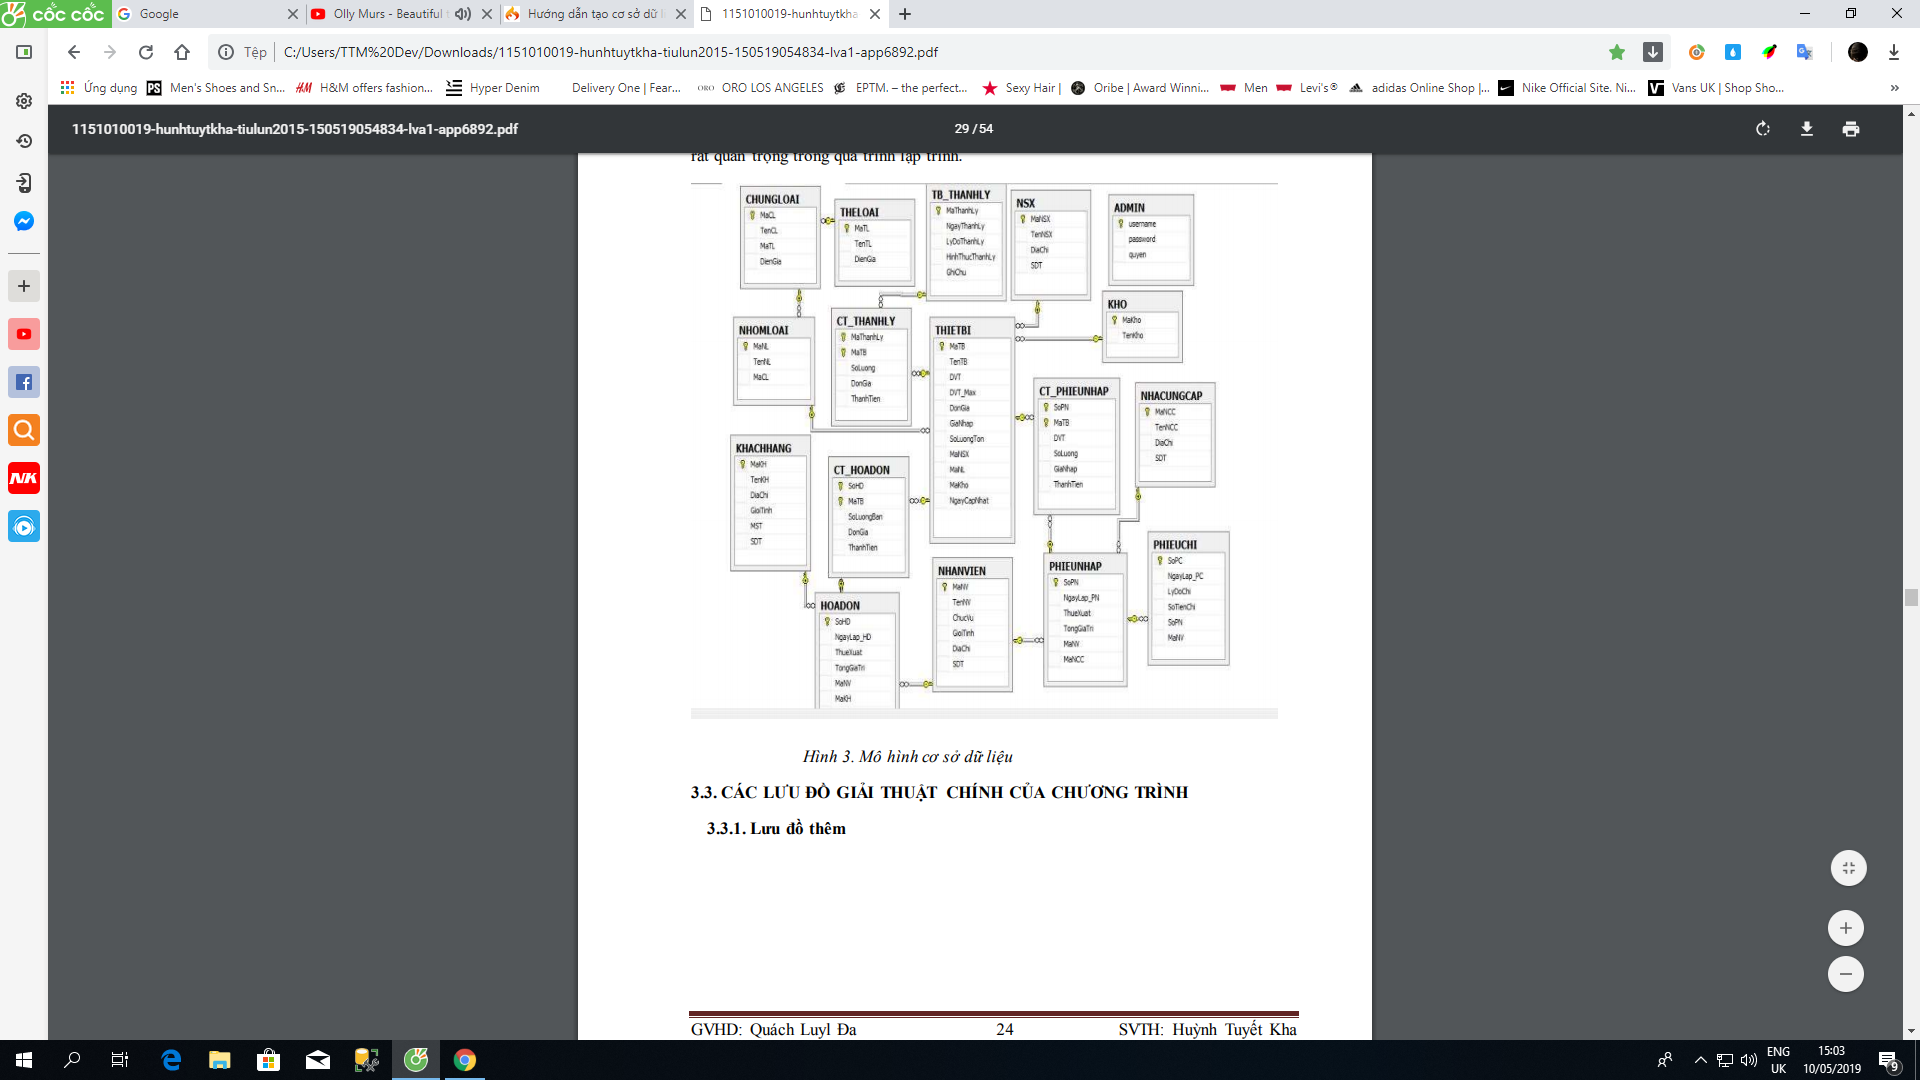 cốc cốc
Google
Olly Murs - Beautiful
Hướng dẫn tạo cơ sở dữ li
1151010019-hunhtuytkha
Tệp
C:/Users/TTM%20Dev/Downloads/1151010019-hunhtuytkha-tiulun2015-150519054834-lva1-app6892.pdf
Ứng dụng
Men's Shoes and Sn...
H&M offers fashion...
Hyper Denim
Delivery One | Fear...
ORO LOS ANGELES
EPTM. – the perfect...
Sexy Hair |
Oribe | Award Winni...
Men
Levi's®
adidas Online Shop |...
Nike Official Site. Ni...
Vans UK | Shop Sho...
1151010019-hunhtuytkha-tiulun2015-150519054834-lva1-app6892.pdf
29 / 54
rất quan trọng trong quá trình lập trình.
CHUNGLOAI
MaCL
TenCL
MaTL
DienGia
THELOAI
MaTL
TenTL
DienGia
TB_THANHLY
MaThanhLy
NgayThanhLy
LyDoThanhLy
HinhThucThanhLy
GhiChu
NSX
MaNSX
TenNSX
DiaChi
SDT
ADMIN
username
password
quyen
KHO
MaKho
TenKho
NHOMLOAI
MaNL
TenNL
MaCL
CT_THANHLY
MaThanhLy
MaTB
SoLuong
DonGia
ThanhTien
THIETBI
MaTB
TenTB
DVT
DVT_Max
DonGia
GiaNhap
SoLuongTon
MaNSX
MaNL
MaKho
NgayCapNhat
CT_PHIEUNHAP
SoPN
MaTB
DVT
SoLuong
GiaNhap
ThanhTien
NHACUNGCAP
MaNCC
TenNCC
DiaChi
SDT
KHACHHANG
MaKH
TenKH
DiaChi
GioiTinh
MST
SDT
CT_HOADON
SoHD
MaTB
SoLuongBan
DonGia
ThanhTien
HOADON
SoHD
NgayLap_HD
ThueXuat
TongGiaTri
MaNV
MaKH
NHANVIEN
MaNV
TenNV
ChucVu
GioiTinh
DiaChi
SDT
PHIEUNHAP
SoPN
NgayLap_PN
ThueXuat
TongGiaTri
MaNV
MaNCC
PHIEUCHI
SoPC
NgayLap_PC
LyDoChi
SoTienChi
SoPN
MaNV
Hình 3. Mô hình cơ sở dữ liệu
3.3. CÁC LƯU ĐỒ GIẢI THUẬT CHÍNH CỦA CHƯƠNG TRÌNH
3.3.1. Lưu đồ thêm
GVHD: Quách Luyl Đa
24
SVTH: Huỳnh Tuyết Kha
NK
ENG
UK
15:03
10/05/2019
9